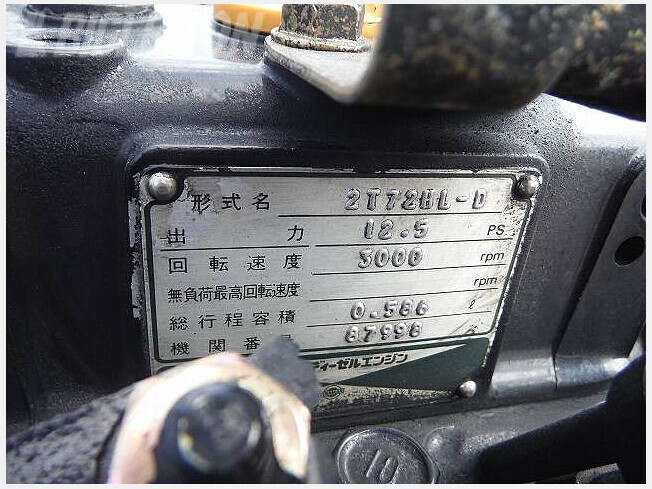 形式名 2T72HL-D
出力 12.5 PS
回転速度 3000 rpm
無負荷最高回転速度 rpm
総行程容積 0.586 ℓ
機関番号 87998
ディーゼルエンジン
10